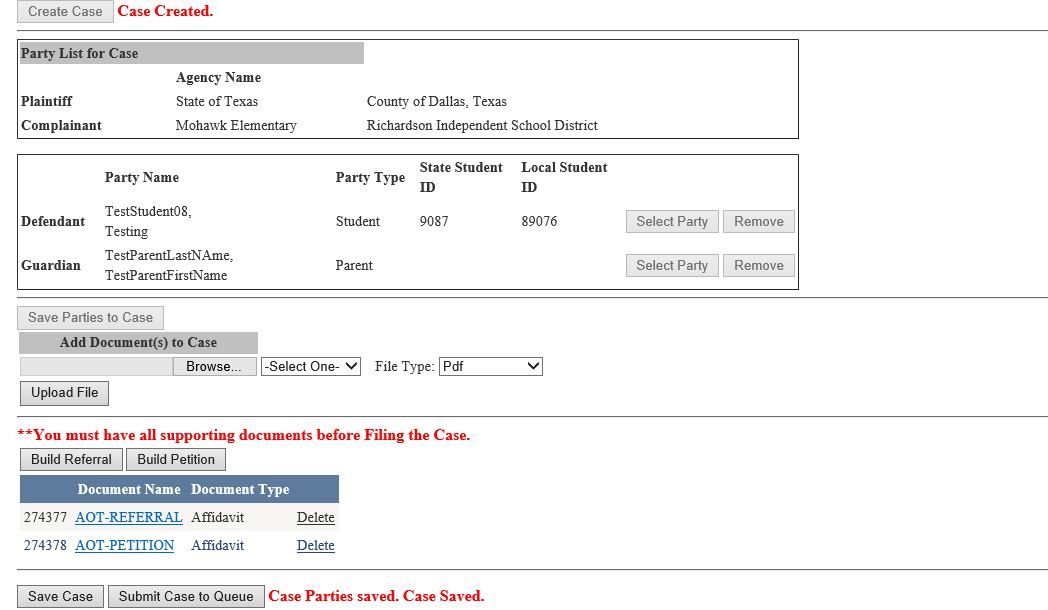 Create Case Case Created.
Party List for Case
Agency Name
Plaintiff State of Texas County of Dallas, Texas
Complainant Mohawk Elementary Richardson Independent School District
Party Name Party Type State Student ID Local Student ID
Defendant TestStudent08, Testing Student 9087 89076 Select Party Remove
Guardian TestParentLastNAme, TestParentFirstName Parent Select Party Remove
Save Parties to Case
Add Document(s) to Case
Browse... -Select One- File Type: Pdf
Upload File
**You must have all supporting documents before Filing the Case.
Build Referral Build Petition
Document Name Document Type
274377 AOT-REFERRAL Affidavit Delete
274378 AOT-PETITION Affidavit Delete
Save Case Submit Case to Queue Case Parties saved. Case Saved.